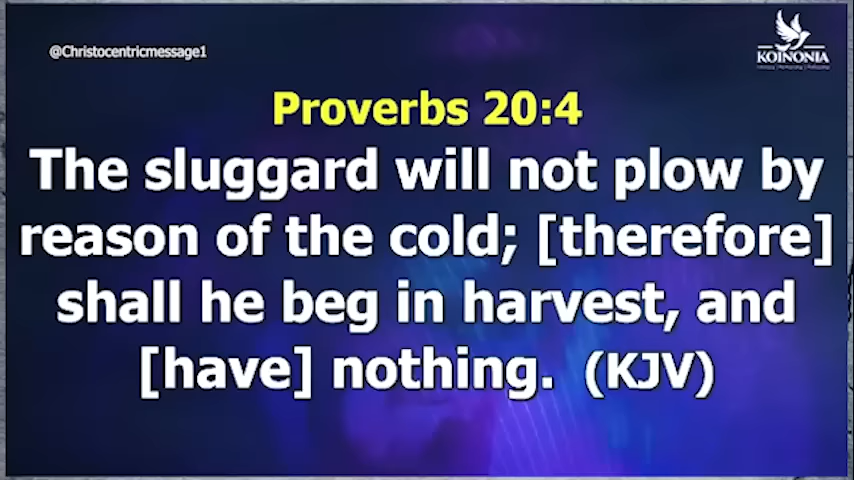 @Christocentricmessage1
KOINONIA
Proverbs 20:4
The sluggard will not plow by
reason of the cold; [therefore]
shall he beg in harvest, and
[have] nothing. (KJV)